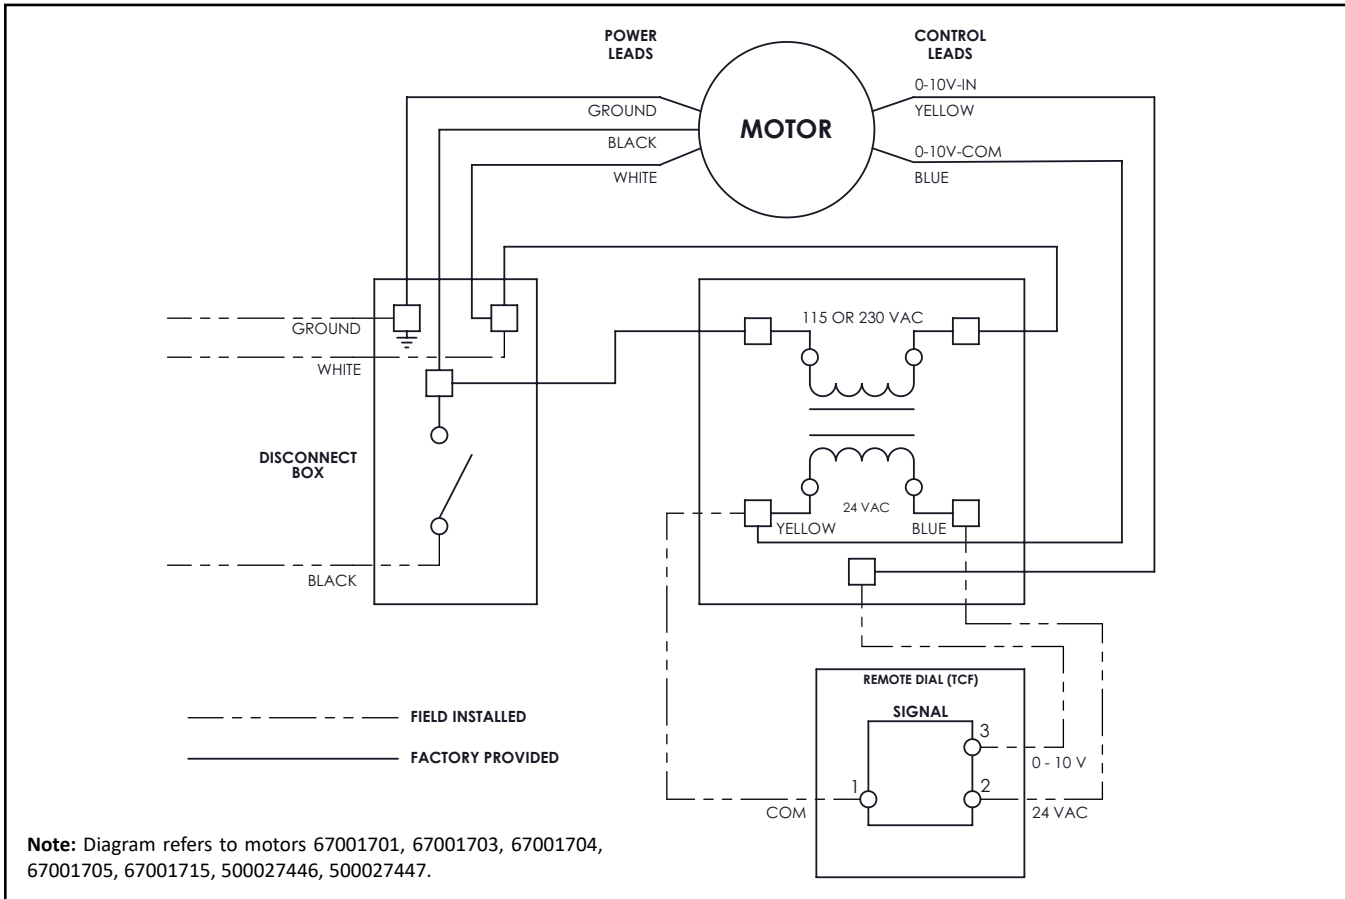 POWER
LEADS
CONTROL
LEADS
0-10V-IN
GROUND
YELLOW
MOTOR
BLACK
0-10V-COM
WHITE
BLUE
115 OR 230 VAC
GROUND
WHITE
DISCONNECT
BOX
24 VAC
YELLOW
BLUE
BLACK
REMOTE DIAL (TCF)
SIGNAL
FIELD INSTALLED
3
0 - 10 V
FACTORY PROVIDED
1
2
COM
24 VAC
Note: Diagram refers to motors 67001701, 67001703, 67001704,
67001705, 67001715, 500027446, 500027447.